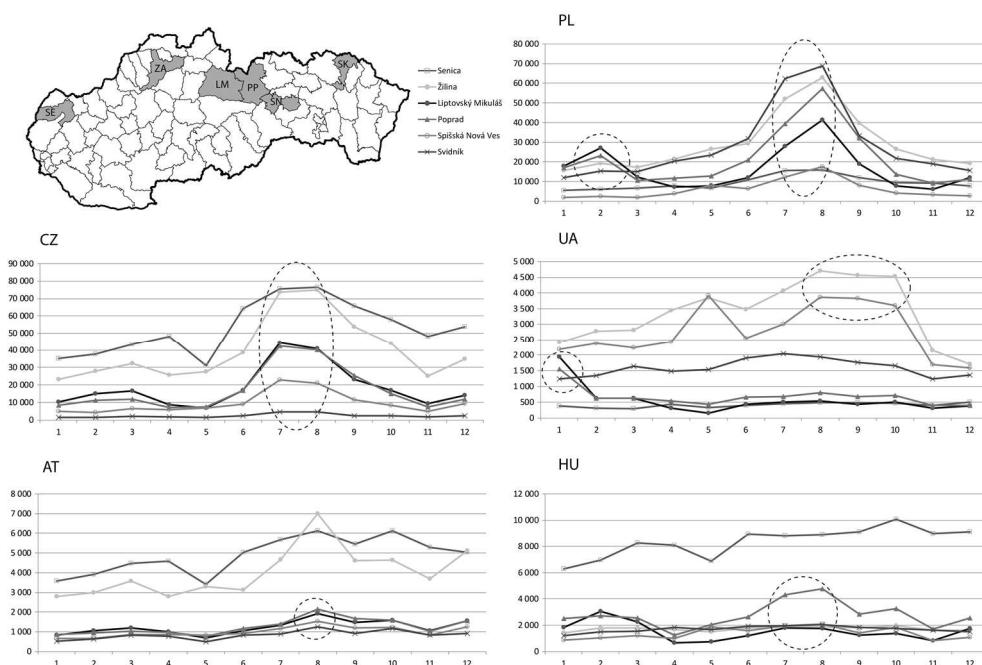 SE
ZA
LM
PP
SN
SK
Senica
Žilina
Liptovský Mikuláš
Poprad
Spišská Nová Ves
Svidník
PL
80 000
70 000
60 000
50 000
40 000
30 000
20 000
10 000
0
1 2 3 4 5 6 7 8 9 10 11 12
CZ
90 000
80 000
70 000
60 000
50 000
40 000
30 000
20 000
10 000
0
1 2 3 4 5 6 7 8 9 10 11 12
UA
5 000
4 500
4 000
3 500
3 000
2 500
2 000
1 500
1 000
500
0
1 2 3 4 5 6 7 8 9 10 11 12
AT
8 000
7 000
6 000
5 000
4 000
3 000
2 000
1 000
0
1 2 3 4 5 6 7 8 9 10 11 12
HU
12 000
10 000
8 000
6 000
4 000
2 000
0
1 2 3 4 5 6 7 8 9 10 11 12